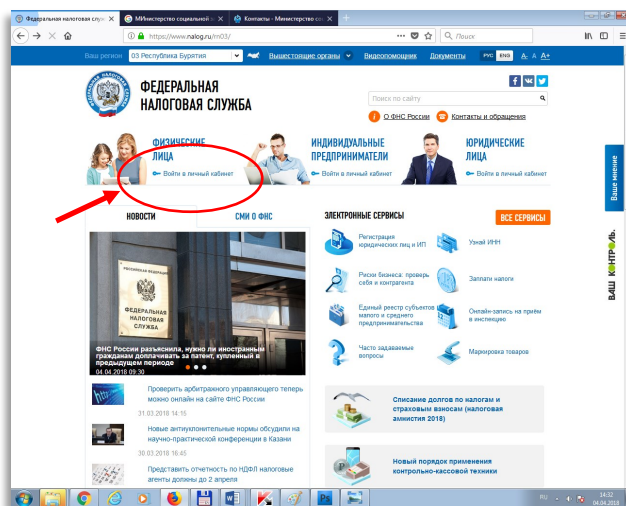 Федеральная налоговая служ
Министерство социальной з
Контакты - Министерство со
https://www.nalog.ru/rn03/
Поиск
Ваш регион
03 Республика Бурятия
Вышестоящие органы
Видеопомощник
Документы
РУС
ENG
A-
A
A+
ФЕДЕРАЛЬНАЯ
НАЛОГОВАЯ СЛУЖБА
Поиск по сайту
О ФНС России
Контакты и обращения
ФИЗИЧЕСКИЕ
ЛИЦА
Войти в личный кабинет
ИНДИВИДУАЛЬНЫЕ
ПРЕДПРИНИМАТЕЛИ
Войти в личный кабинет
ЮРИДИЧЕСКИЕ
ЛИЦА
Войти в личный кабинет
Ваше мнение
ВАШ КОНТРОЛЬ.
НОВОСТИ
СМИ О ФНС
ФЕДЕРАЛЬНАЯ
НАЛОГОВАЯ
СЛУЖБА
ФНС России разъяснила, нужно ли иностранным
гражданам доплачивать за патент, купленный в
предыдущем периоде
04.04.2018 09:30
Проверить арбитражного управляющего теперь
можно онлайн на сайте ФНС России
31.03.2018 14:15
Новые антиуклонительные нормы обсудили на
научно-практической конференции в Казани
30.03.2018 16:45
Представить отчетность по НДФЛ налоговые
агенты должны до 2 апреля
ЭЛЕКТРОННЫЕ СЕРВИСЫ
ВСЕ СЕРВИСЫ
Регистрация
юридических лиц и ИП
Узнай ИНН
Риски бизнеса: проверь
себя и контрагента
Заплати налоги
Единый реестр субъектов
малого и среднего
предпринимательства
Онлайн-запись на приём
в инспекцию
Часто задаваемые
вопросы
Маркировка товаров
Списание долгов по налогам и
страховым взносам (налоговая
амнистия 2018)
Новый порядок применения
контрольно-кассовой техники
RU
14:32
04.04.2018